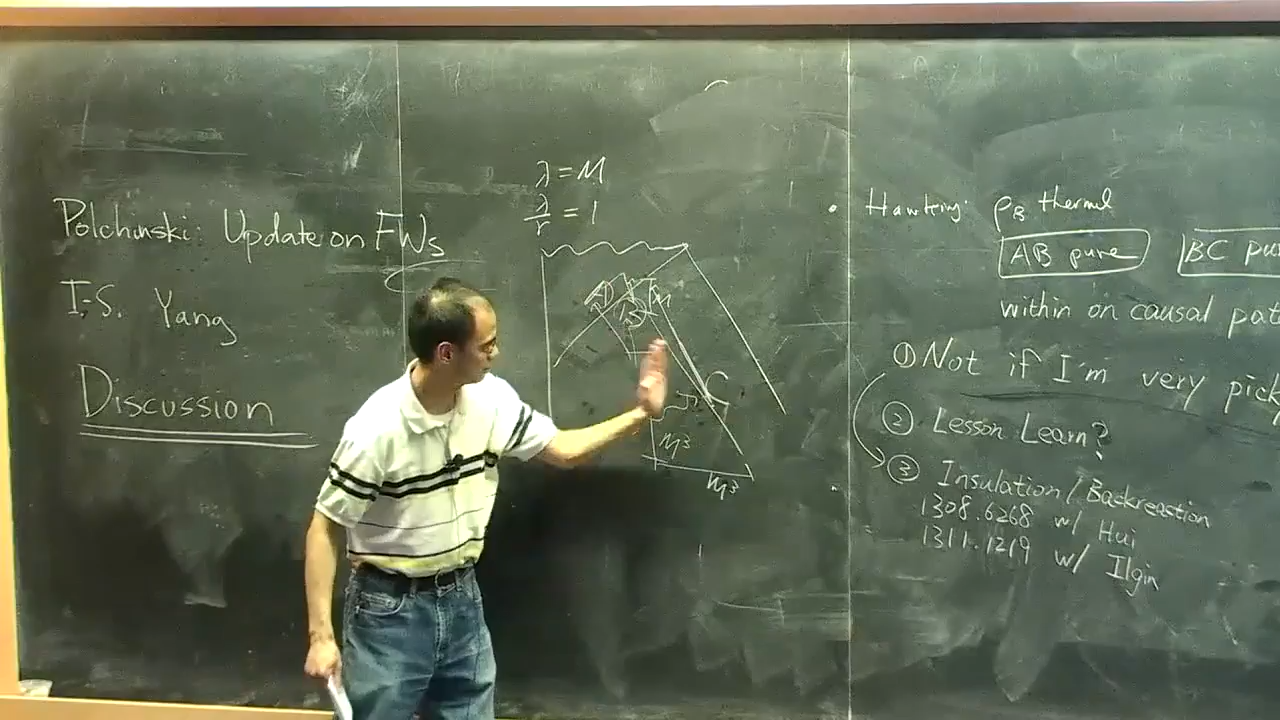 Polchinski: Update on FWs
I-S. Yang
Discussion
λ = M
λ/r = 1
A
B
C
M³
M³
• Hawking: ρB thermal
AB pure
BC pu
within on causal pat
① Not if I'm very pick
② Lesson Learn?
③ Insulation/Backreaction
1308.6268 w/ Hui
1311.1219 w/ Ilgin